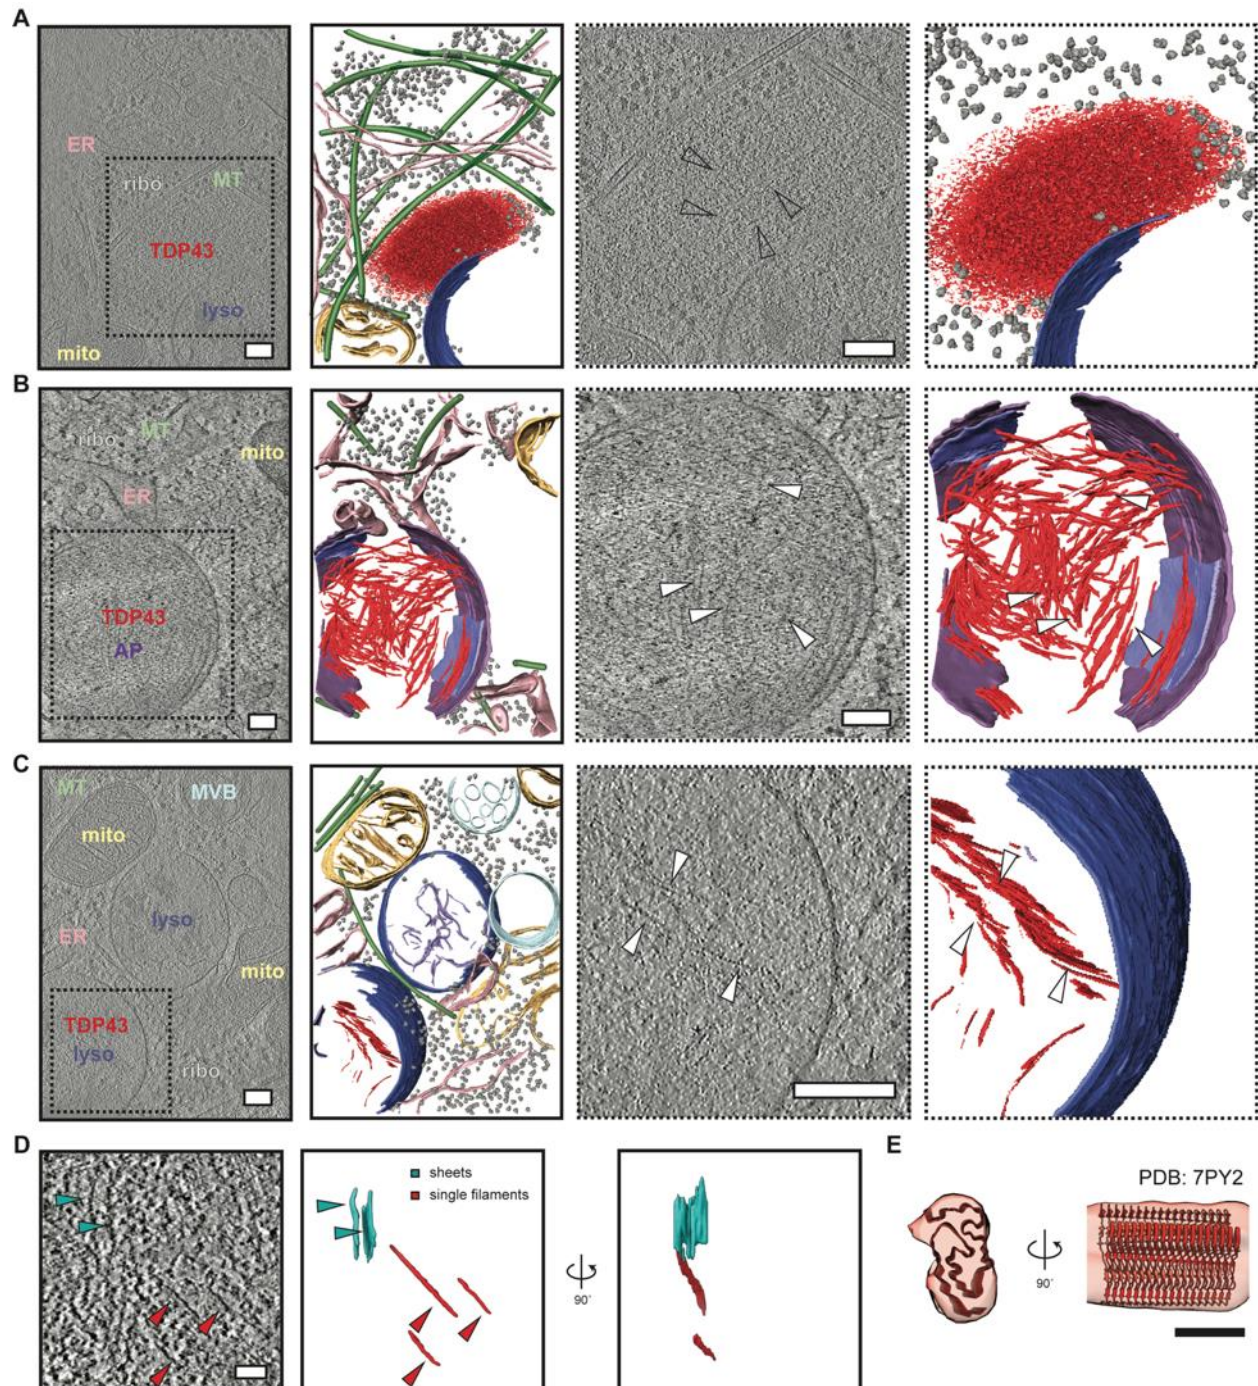 A
ER
ribo
MT
TDP43
lyso
mito
B
ribo
MT
mito
ER
TDP43
AP
C
MT
MVB
mito
lyso
ER
mito
TDP43
lyso
ribo
D
sheets
single filaments
90°
E
PDB: 7PY2
90°